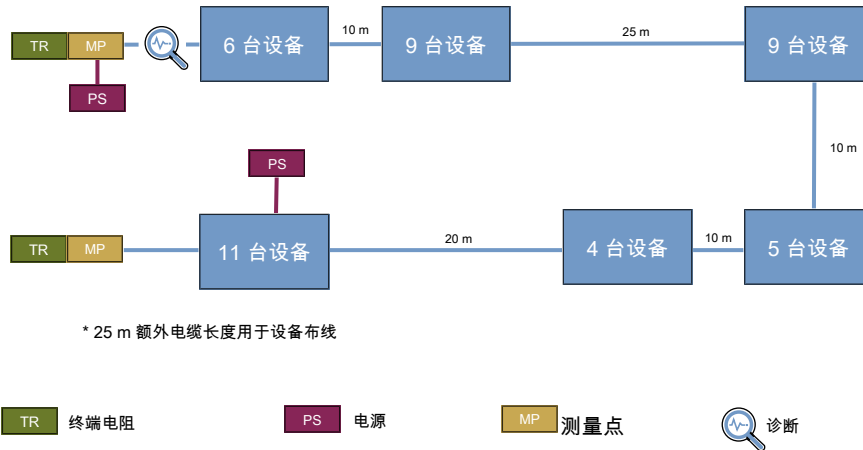 TR MP 6 台设备 10 m 9 台设备 25 m 9 台设备
PS
10 m
PS
TR MP 11 台设备 20 m 4 台设备 10 m 5 台设备
* 25 m 额外电缆长度用于设备布线
TR 终端电阻 PS 电源 MP 测量点 诊断